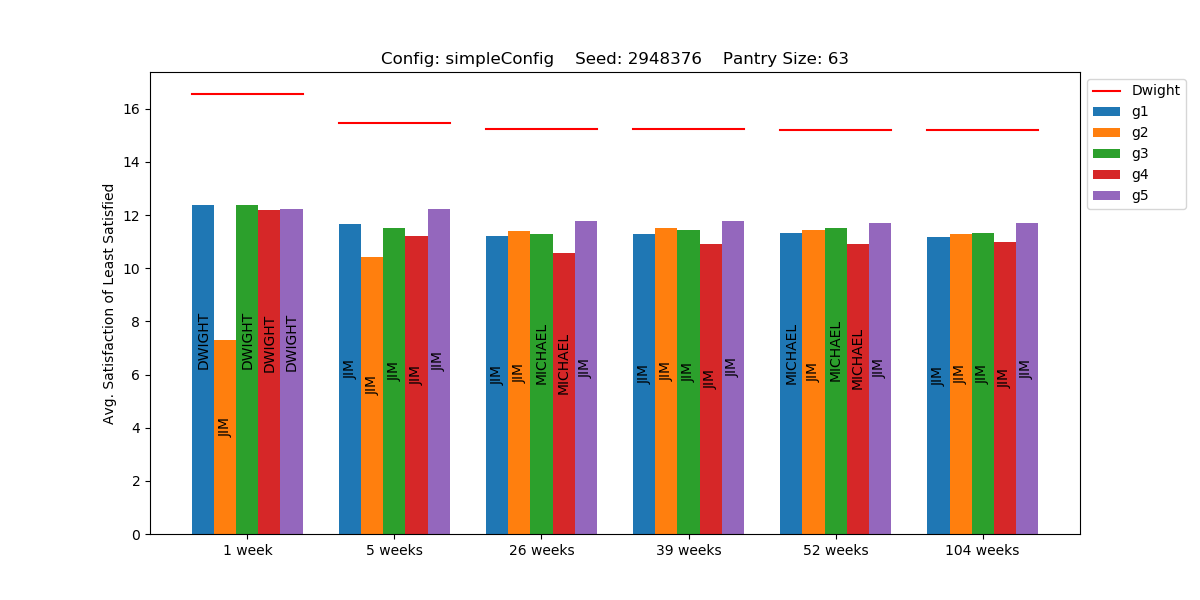 Config: simpleConfig    Seed: 2948376    Pantry Size: 63
Avg. Satisfaction of Least Satisfied
16
14
12
10
8
6
4
2
0
DWIGHT
JIM
DWIGHT
DWIGHT
DWIGHT
JIM
JIM
JIM
JIM
JIM
JIM
JIM
MICHAEL
MICHAEL
JIM
JIM
JIM
JIM
JIM
JIM
MICHAEL
JIM
MICHAEL
MICHAEL
JIM
JIM
JIM
JIM
JIM
JIM
1 week
5 weeks
26 weeks
39 weeks
52 weeks
104 weeks
Dwight
g1
g2
g3
g4
g5